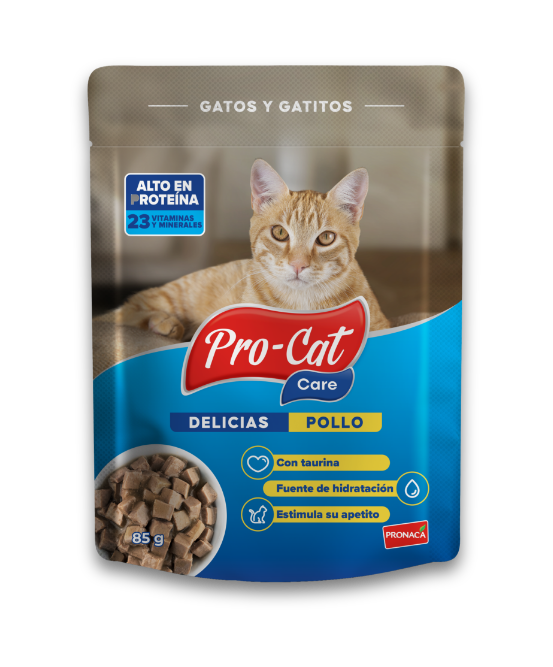 GATOS Y GATITOS
ALTO EN
PROTEÍNA
23 VITAMINAS
Y MINERALES
Pro-Cat
Care
DELICIAS POLLO
Con taurina
Fuente de hidratación
Estimula su apetito
85 g
PRONACA